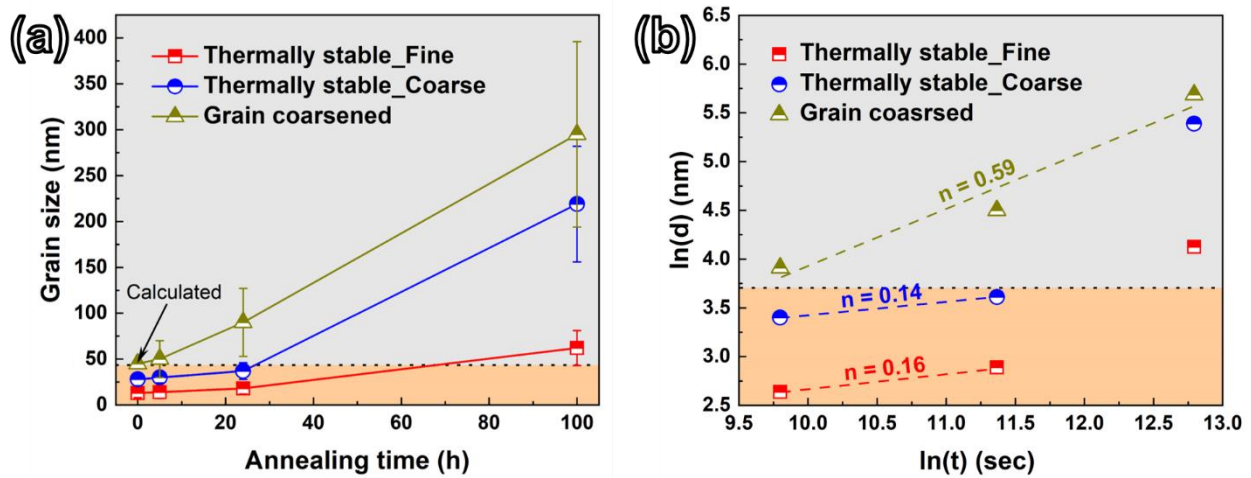 (a)
Thermally stable_Fine
Thermally stable_Coarse
Grain coarsened
Calculated
Grain size (nm)
400
350
300
250
200
150
100
50
0
0 20 40 60 80 100
Annealing time (h)
(b)
Thermally stable_Fine
Thermally stable_Coarse
Grain coasrsed
n = 0.59
n = 0.14
n = 0.16
ln(d) (nm)
6.5
6.0
5.5
5.0
4.5
4.0
3.5
3.0
2.5
9.5 10.0 10.5 11.0 11.5 12.0 12.5 13.0
ln(t) (sec)